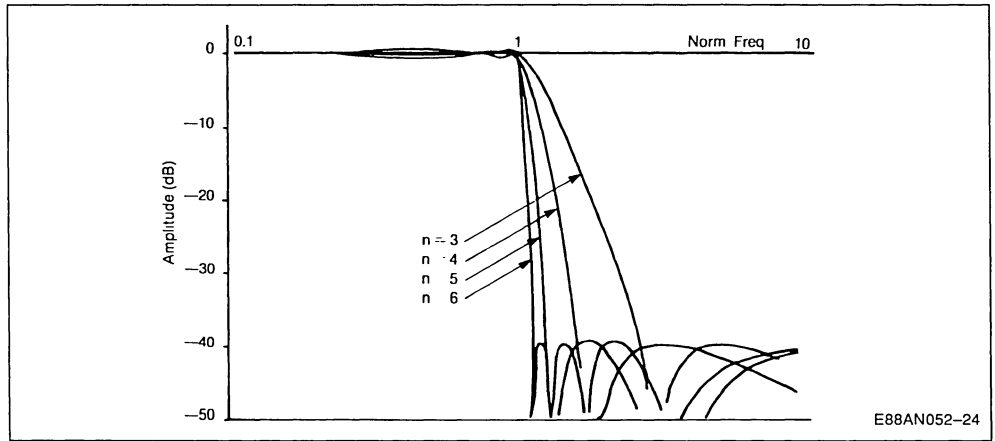 0.1
1
Norm Freq
10
0
—10
—20
—30
—40
—50
Amplitude (dB)
n = 3
n 4
n 5
n 6
E88AN052–24